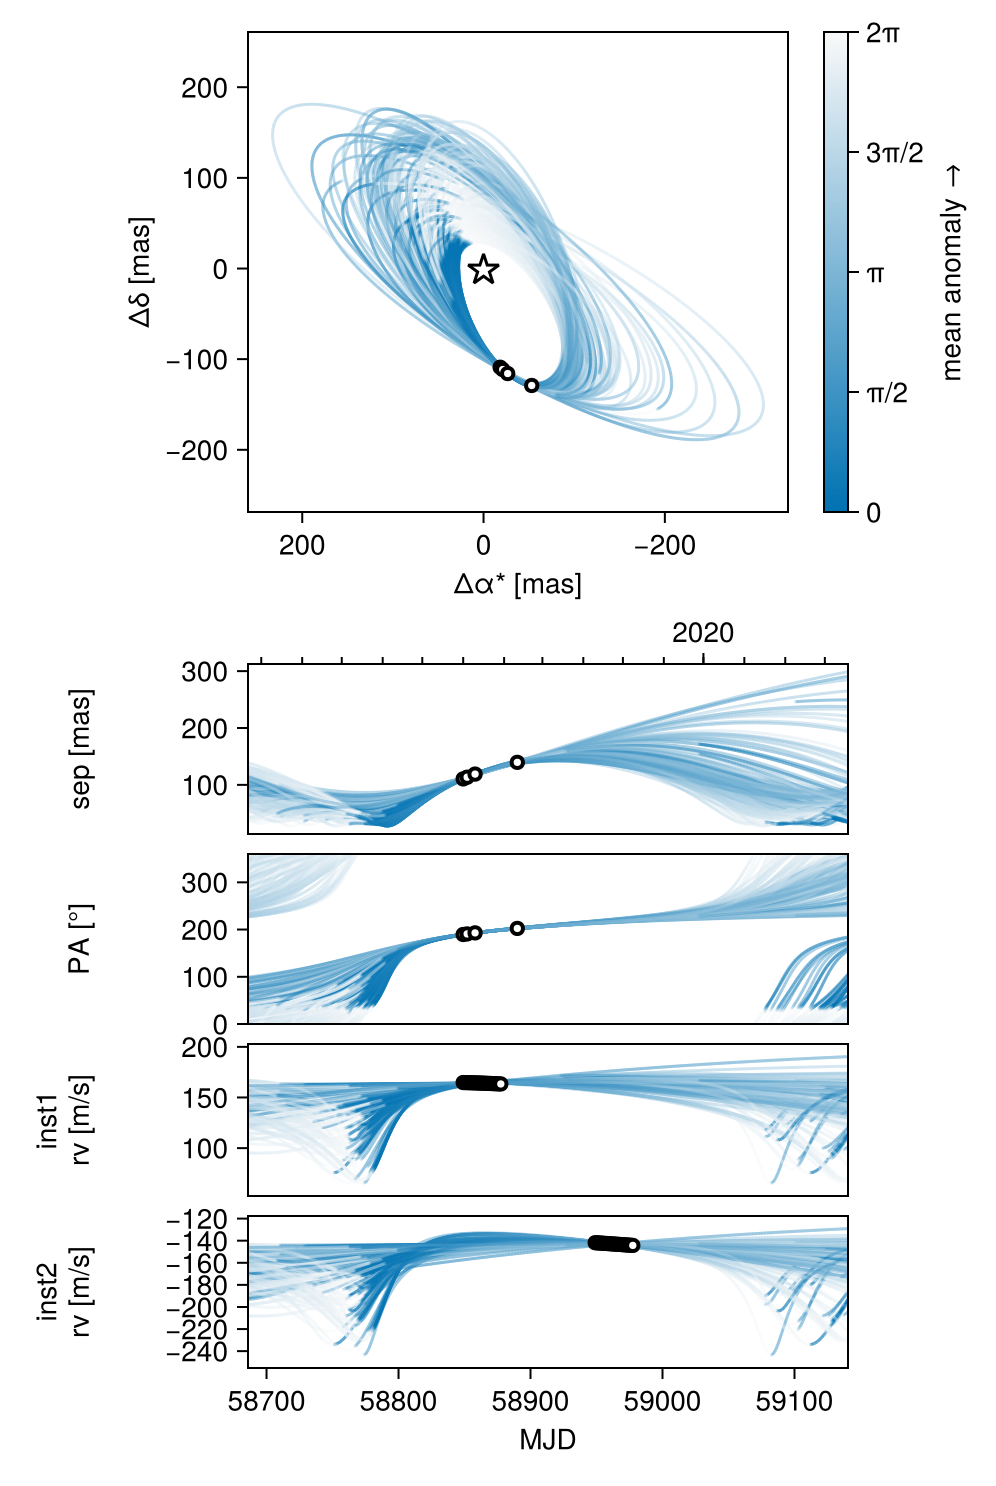 200
100
0
−100
−200
Δδ [mas]
200
0
−200
Δα* [mas]
2π
3π/2
π
π/2
0
mean anomaly →
2020
300
200
100
sep [mas]
300
200
100
0
PA [°]
200
150
100
inst1
rv [m/s]
−120
−140
−160
−180
−200
−220
−240
inst2
rv [m/s]
58700
58800
58900
59000
59100
MJD